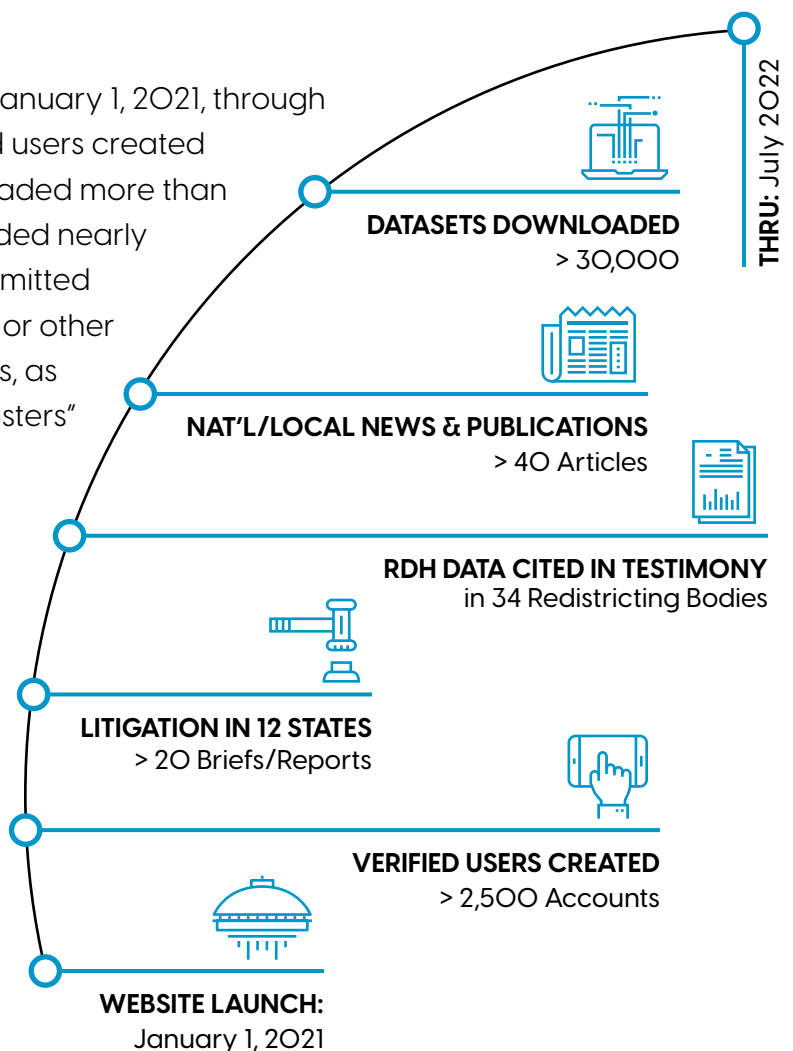 anuary 1, 2021, through
users created
aded more than
ded nearly
mitted
or other
s, as
sters"
THRU: July 2022
DATASETS DOWNLOADED
> 30,000
NAT'L/LOCAL NEWS & PUBLICATIONS
> 40 Articles
RDH DATA CITED IN TESTIMONY
in 34 Redistricting Bodies
LITIGATION IN 12 STATES
> 20 Briefs/Reports
VERIFIED USERS CREATED
> 2,500 Accounts
WEBSITE LAUNCH:
January 1, 2021